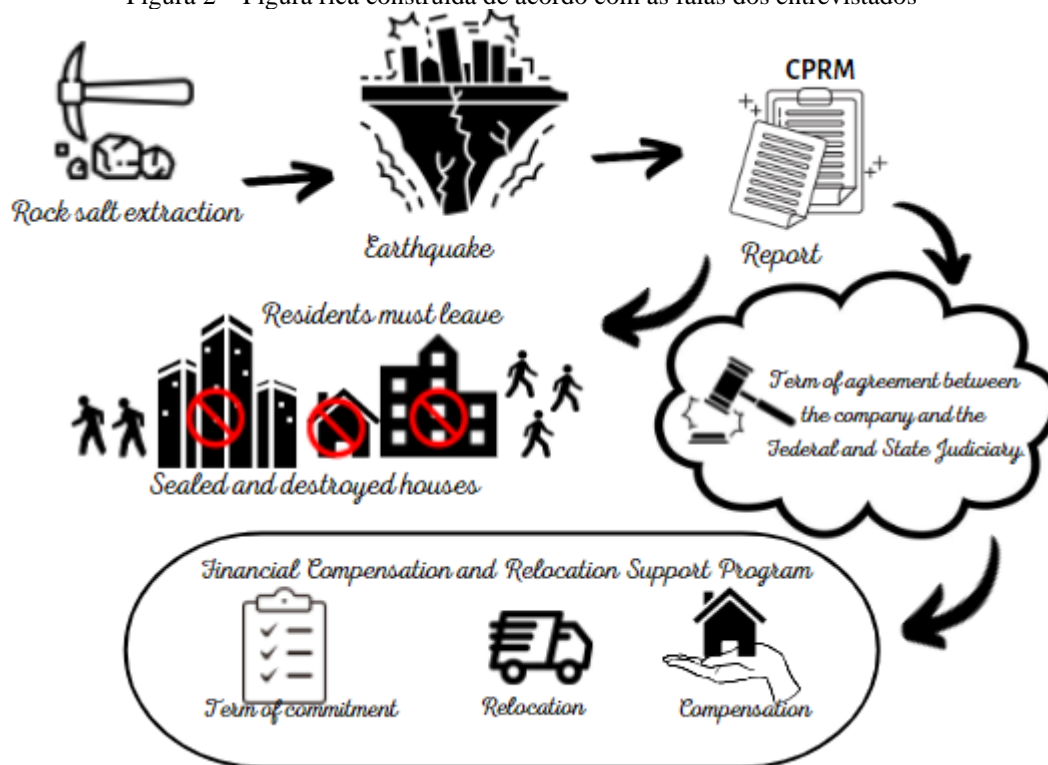 Figura 2 – Figura rica construída de acordo com as falas dos entrevistados
CPRM
Rock salt extraction
Earthquake
Report
Residents must leave
Term of agreement between
the company and the
Federal and State Judiciary.
Sealed and destroyed houses
Financial Compensation and Relocation Support Program
Term of commitment
Relocation
Compensation